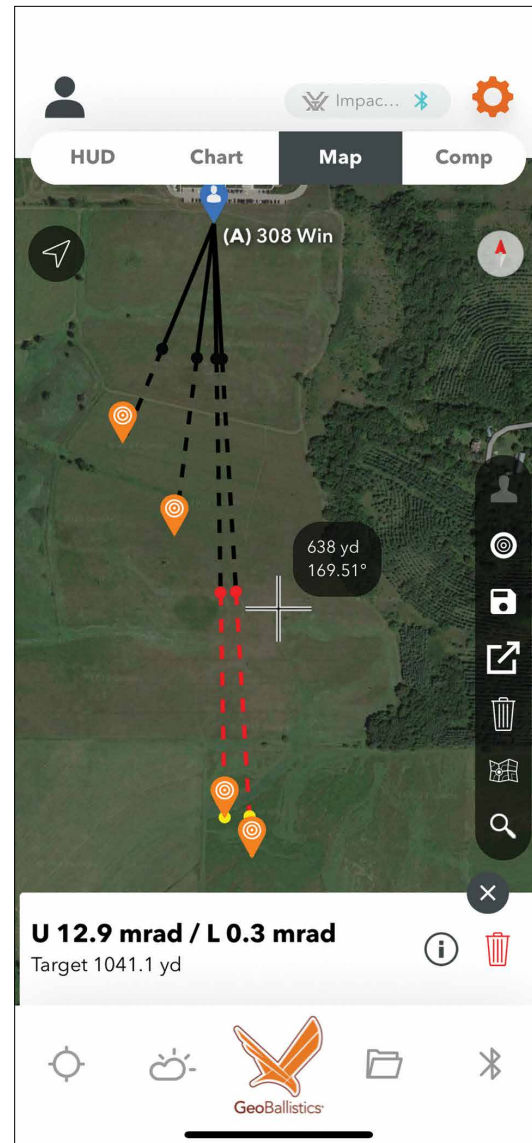 Impac...
HUD Chart Map Comp
(A) 308 Win
638 yd
169.51°
U 12.9 mrad / L 0.3 mrad
Target 1041.1 yd
GeoBallistics